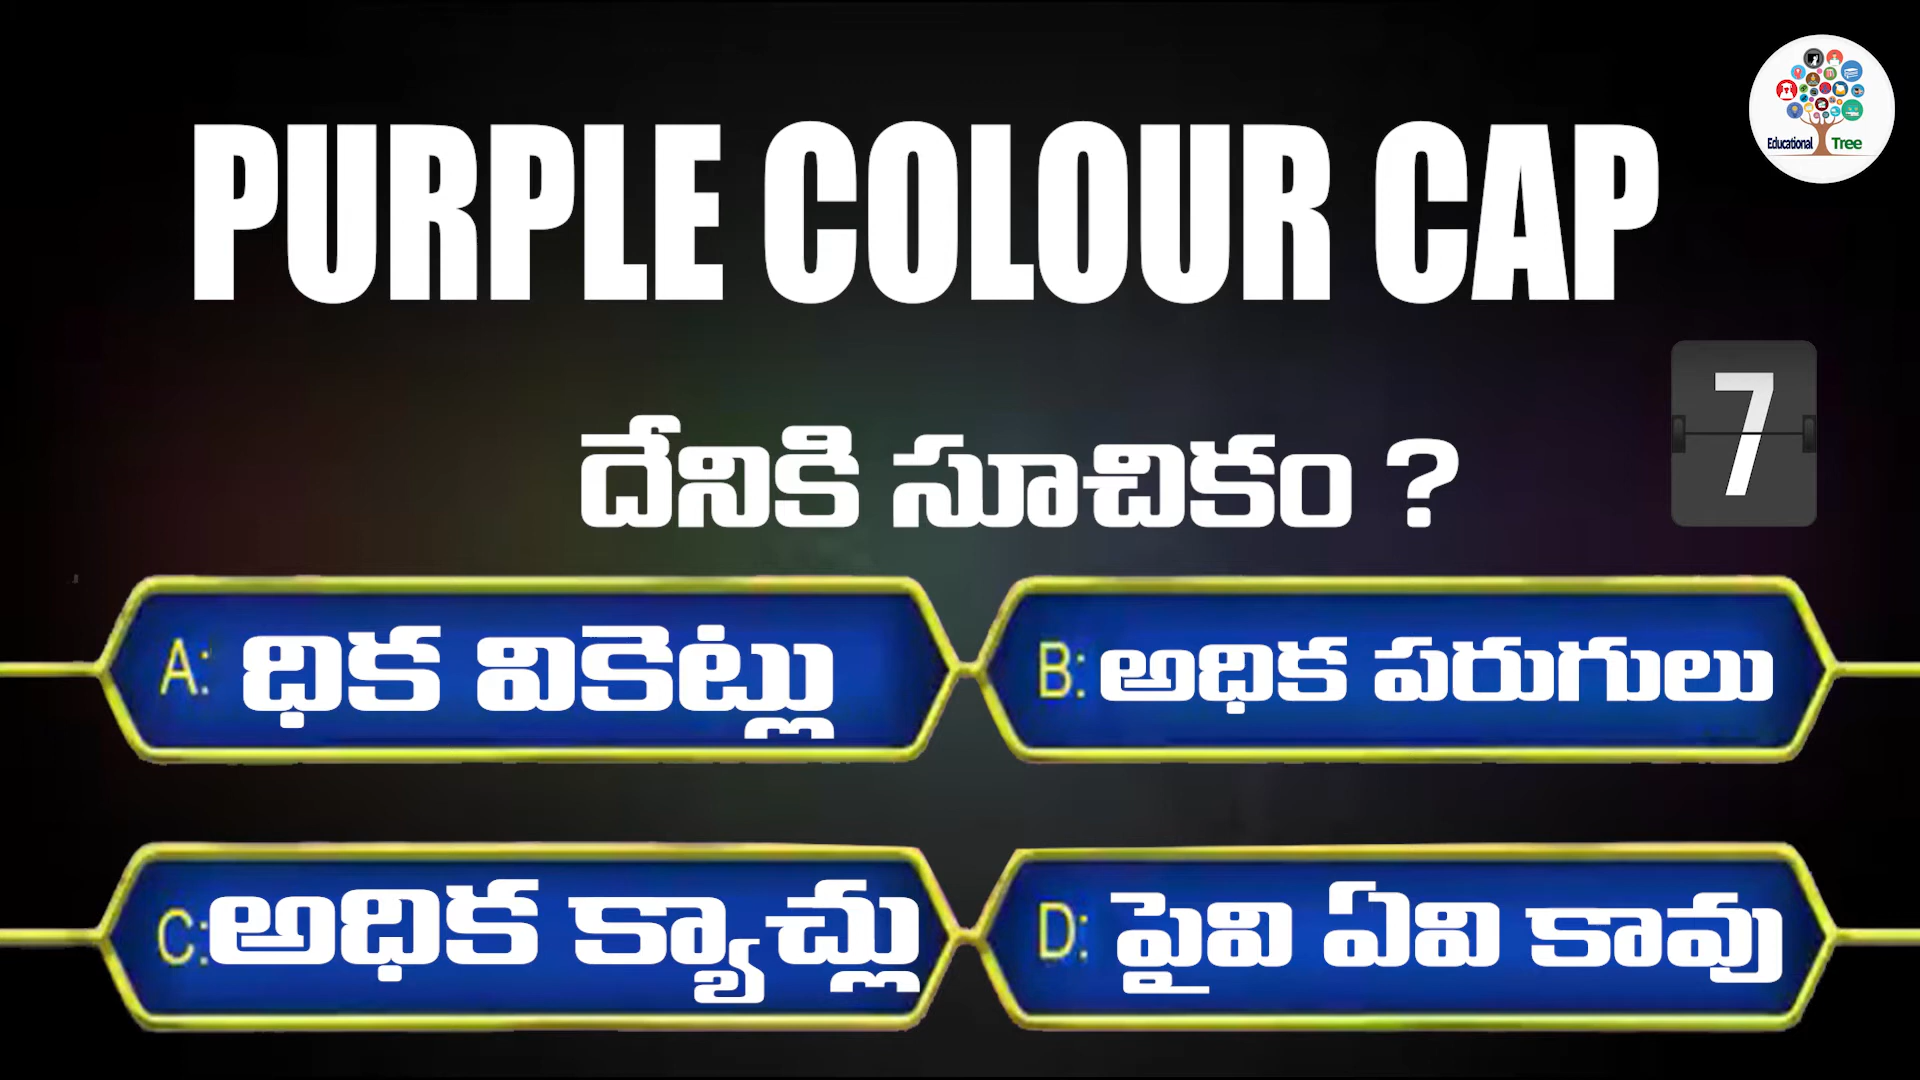 Educational Tree
PURPLE COLOUR CAP
7
దేనికి సూచికం ?
A: ధిక వికెట్లు
B: అధిక పరుగులు
C: అధిక క్యాచ్లు
D: పైవి ఏవి కావు